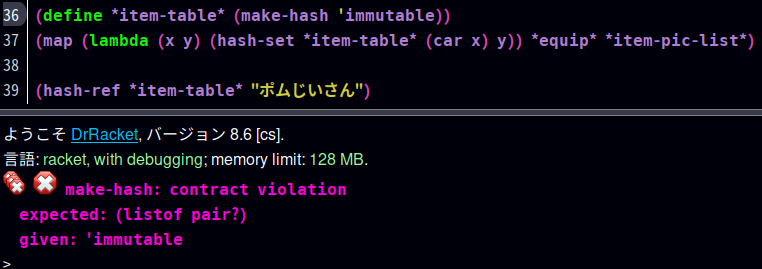 36 (define *item-table* (make-hash 'immutable))
37 (map (lambda (x y) (hash-set *item-table* (car x) y)) *equip* *item-pic-list*)
38
39 (hash-ref *item-table* "ポムじいさん")
ようこそ DrRacket, バージョン 8.6 [cs].
言語: racket, with debugging; memory limit: 128 MB.
make-hash: contract violation
expected: (listof pair?)
given: 'immutable
>